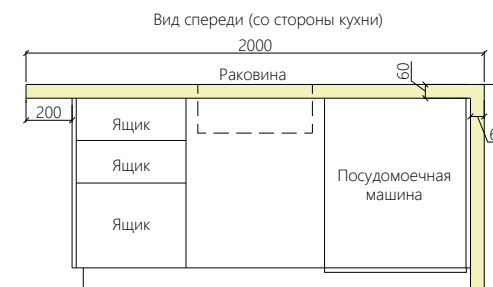 Вид спереди (со стороны кухни)
2000
Раковина
60
200
Ящик
Ящик
Посудомоечная
машина
Ящик